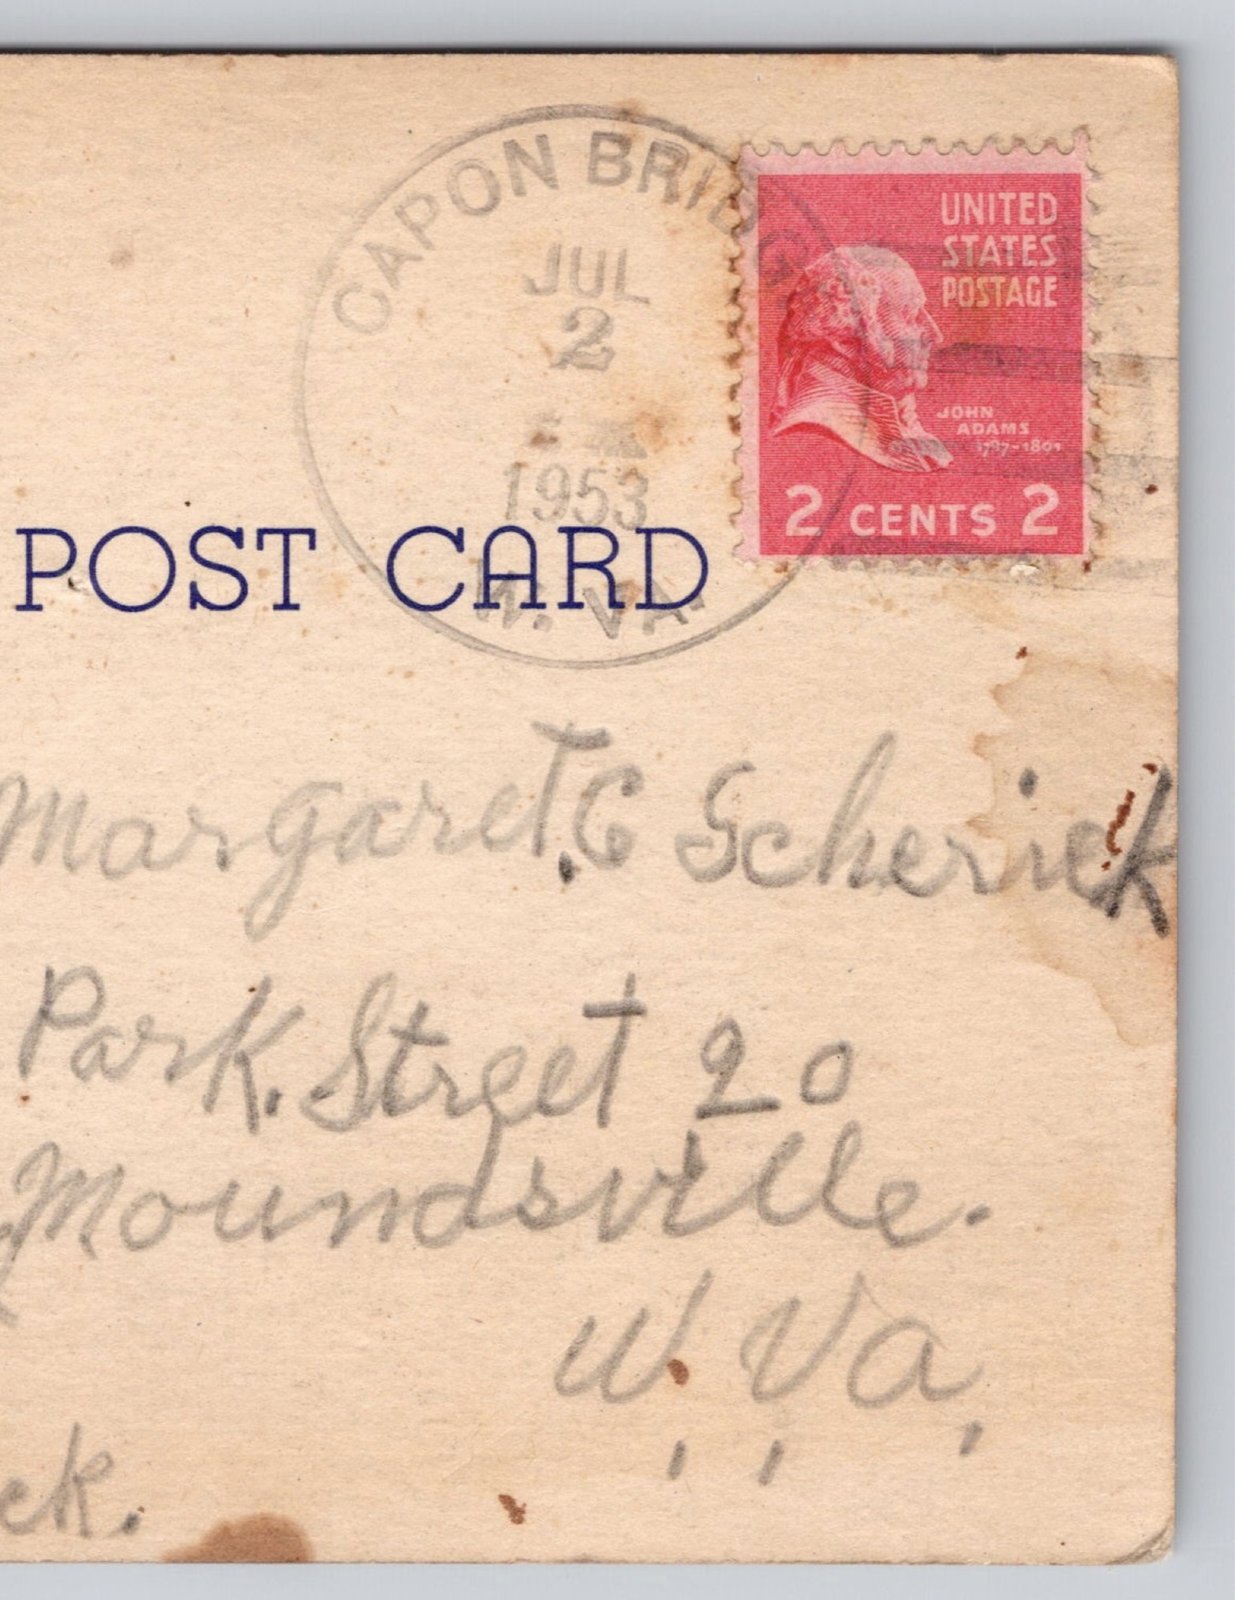 CAPON BRIDGE
JUL
2
1953
W. VA.
UNITED
STATES
POSTAGE
JOHN
ADAMS
1797-1801
2 CENTS 2
POST CARD
Margaret, C Scherick
Park. Street 20
Moundsville.
W. Va,
ck.